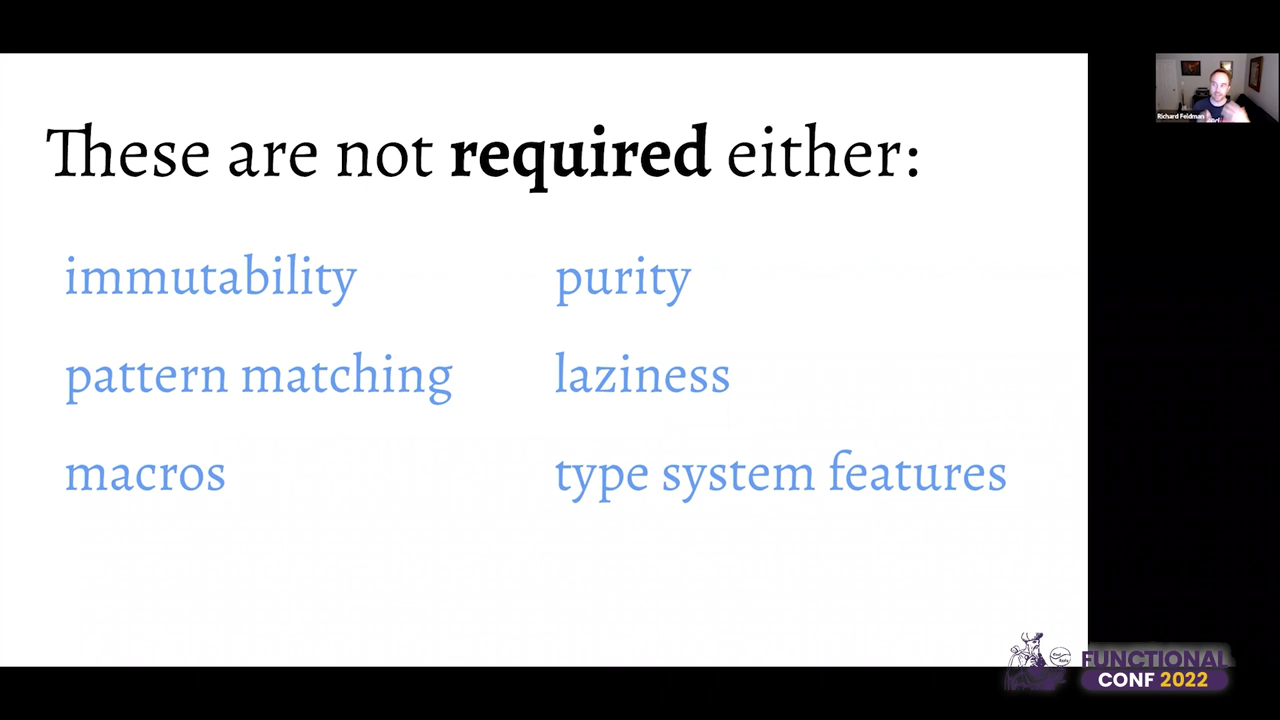 These are not required either:
immutability
purity
pattern matching
laziness
macros
type system features
Richard Feldman
FUNCTIONAL
CONF 2022